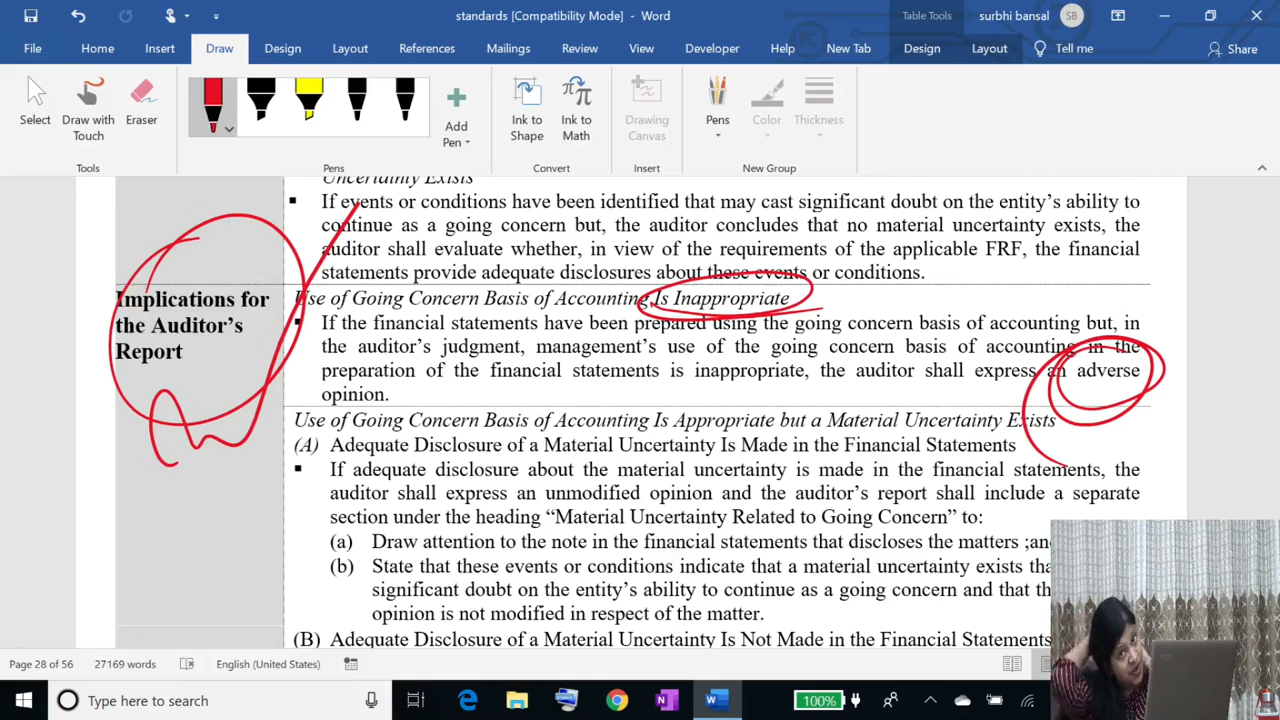 standards [Compatibility Mode] - Word
Table Tools
surbhi bansal
SB
File
Home
Insert
Draw
Design
Layout
References
Mailings
Review
View
Developer
Help
New Tab
Design
Layout
Tell me
Share
Select
Draw with Touch
Eraser
Add Pen
Ink to Shape
Ink to Math
Drawing Canvas
Pens
Color
Thickness
Tools
Pens
Convert
Insert
New Group
Uncertainty Exists
▪ If events or conditions have been identified that may cast significant doubt on the entity's ability to
continue as a going concern but, the auditor concludes that no material uncertainty exists, the
auditor shall evaluate whether, in view of the requirements of the applicable FRF, the financial
statements provide adequate disclosures about these events or conditions.
Implications for
the Auditor's
Report
Use of Going Concern Basis of Accounting Is Inappropriate
▪ If the financial statements have been prepared using the going concern basis of accounting but, in
the auditor's judgment, management's use of the going concern basis of accounting in the
preparation of the financial statements is inappropriate, the auditor shall express an adverse
opinion.
Use of Going Concern Basis of Accounting Is Appropriate but a Material Uncertainty Exists
(A) Adequate Disclosure of a Material Uncertainty Is Made in the Financial Statements
▪ If adequate disclosure about the material uncertainty is made in the financial statements, the
auditor shall express an unmodified opinion and the auditor's report shall include a separate
section under the heading “Material Uncertainty Related to Going Concern” to:
(a) Draw attention to the note in the financial statements that discloses the matters ;and
(b) State that these events or conditions indicate that a material uncertainty exists
significant doubt on the entity's ability to continue as a going concern and that
opinion is not modified in respect of the matter.
(B) Adequate Disclosure of a Material Uncertainty Is Not Made in the Financial Statements
Page 28 of 56
27169 words
English (United States)
Type here to search
100%